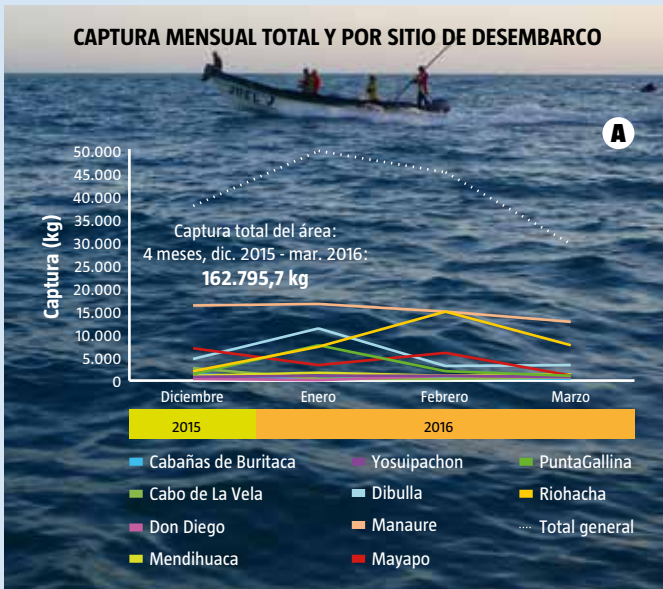 CAPTURA MENSUAL TOTAL Y POR SITIO DE DESEMBARCO
JUEL J
A
Captura (kg)
50.000
45.000
40.000
35.000
30.000
25.000
20.000
15.000
10.000
5.000
0
Captura total del área:
4 meses, dic. 2015 - mar. 2016:
162.795,7 kg
Diciembre Enero Febrero Marzo
2015 2016
Cabañas de Buritaca
Cabo de La Vela
Don Diego
Mendihuaca
Yosuipachon
Dibulla
Manaure
Mayapo
PuntaGallina
Riohacha
Total general